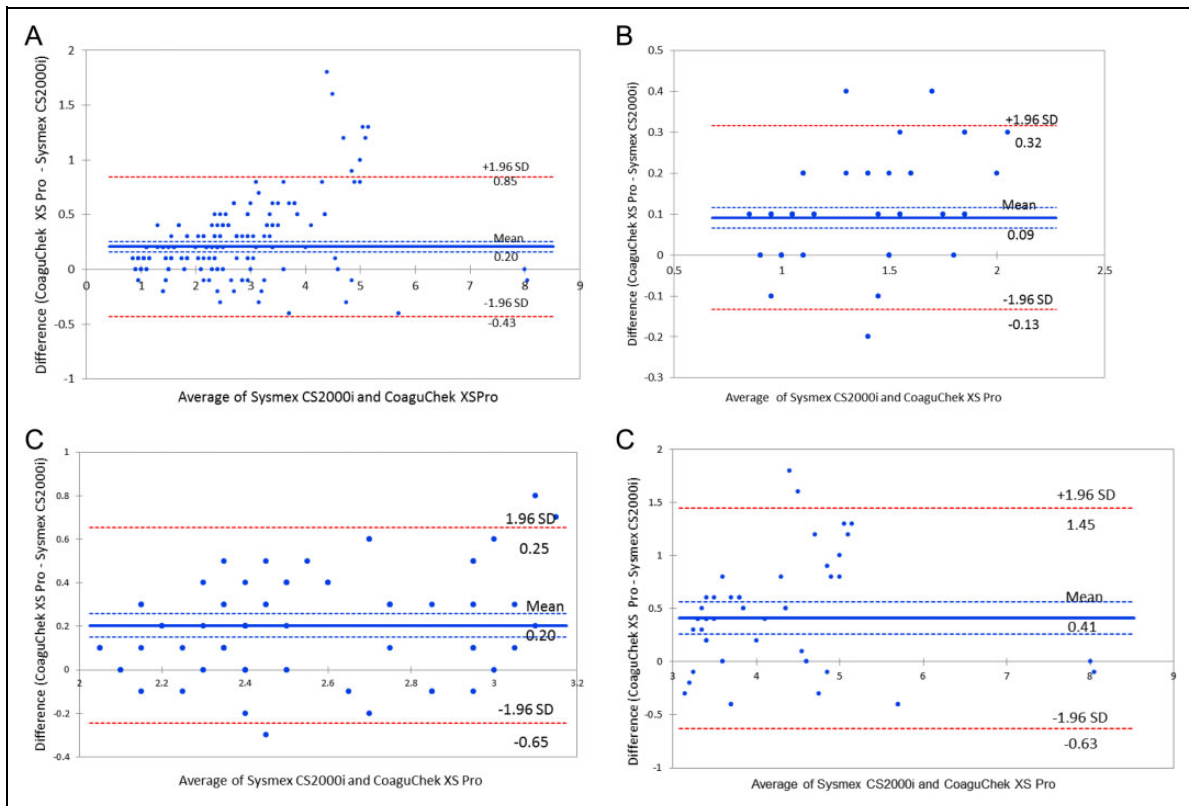 A
Difference (CoaguChek XS Pro - Sysmex CS2000i)
2
1.5
1
0.5
0
-0.5
-1
0 1 2 3 4 5 6 7 8 9
+1.96 SD
0.85
Mean
0.20
-1.96 SD
-0.43
Average of Sysmex CS2000i and CoaguChek XSPro
B
Difference (CoaguChek XS Pro - Sysmex CS2000i)
0.5
0.4
0.3
0.2
0.1
0
-0.1
-0.2
-0.3
0.5 1 1.5 2 2.5
+1.96 SD
0.32
Mean
0.09
-1.96 SD
-0.13
Average of Sysmex CS2000i and CoaguChek XS Pro
C
Difference (CoaguChek XS Pro - Sysmex CS2000i)
1
0.8
0.6
0.4
0.2
0
-0.2
-0.4
2 2.2 2.4 2.6 2.8 3 3.2
1.96 SD
0.25
Mean
0.20
-1.96 SD
-0.65
Average of Sysmex CS2000i and CoaguChek XS Pro
C
Difference (CoaguChek XS Pro - Sysmex CS2000i)
2
1.5
1
0.5
0
-0.5
-1
3 4 5 6 7 8 9
+1.96 SD
1.45
Mean
0.41
-1.96 SD
-0.63
Average of Sysmex CS2000i and CoaguChek XS Pro